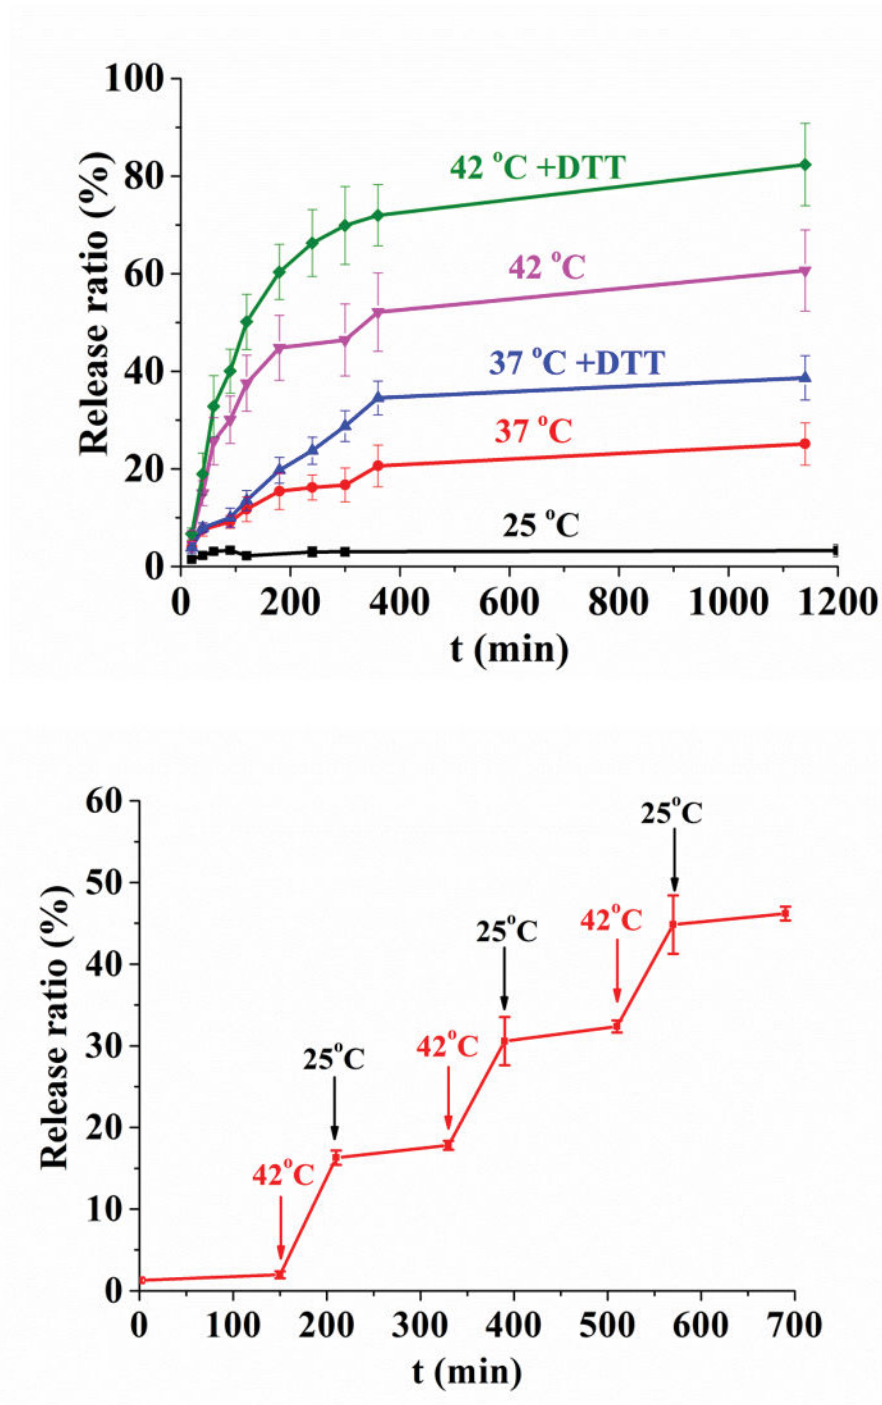 100
80
60
40
20
0
Release ratio (%)
42 °C +DTT
42 °C
37 °C +DTT
37 °C
25 °C
0 200 400 600 800 1000 1200
t (min)
60
50
40
30
20
10
0
Release ratio (%)
25°C
42°C
25°C
42°C
25°C
42°C
0 100 200 300 400 500 600 700
t (min)